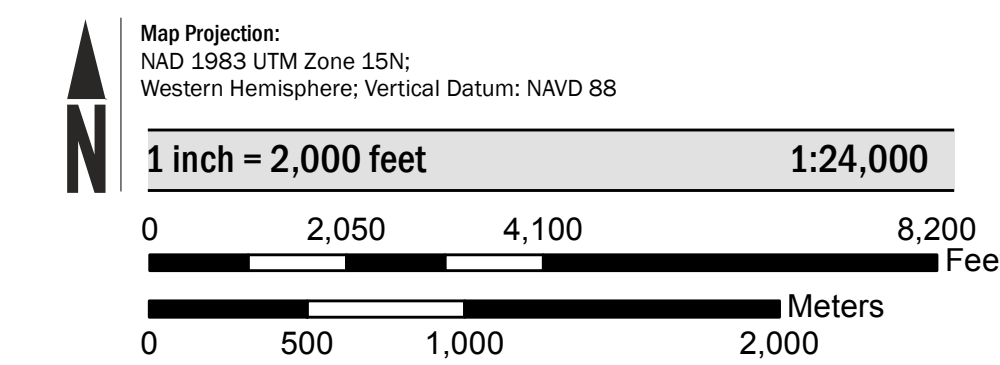 N
Map Projection:
NAD 1983 UTM Zone 15N;
Western Hemisphere; Vertical Datum: NAVD 88
1 inch = 2,000 feet 1:24,000
0 2,050 4,100 8,200
Fee
Meters
0 500 1,000 2,000